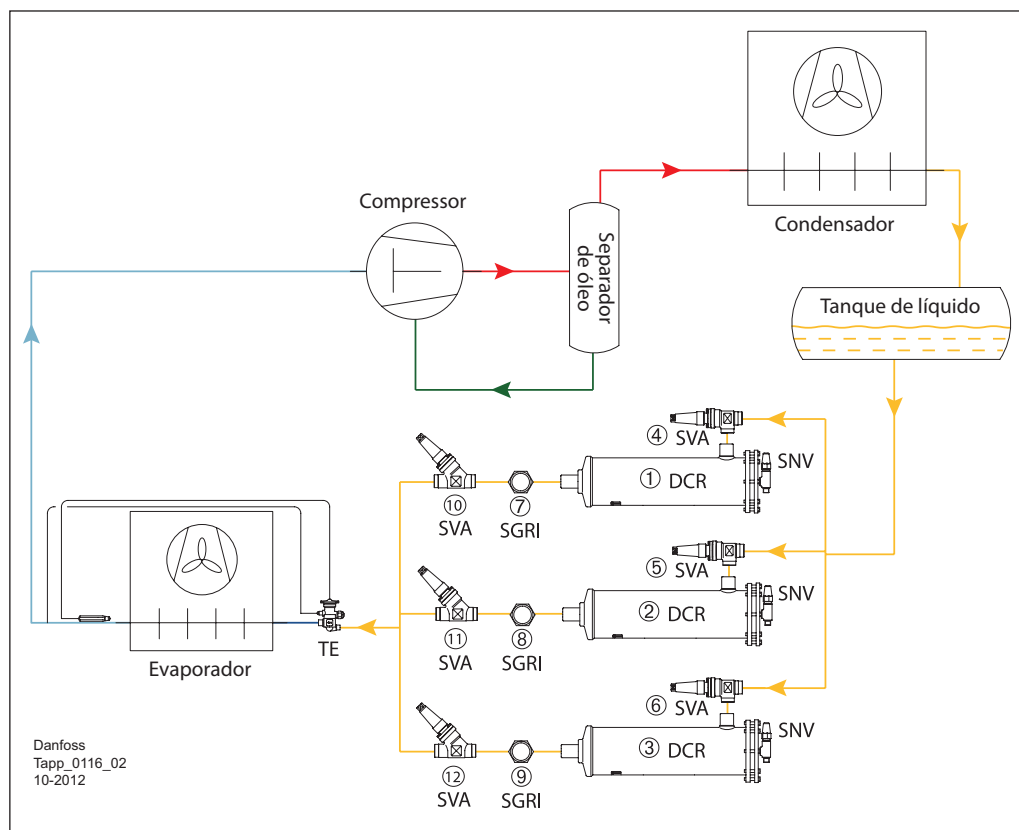 Compressor
Separador
de óleo
Condensador
Tanque de líquido
④ SVA
① DCR
SNV
⑩
SVA
⑦
SGRI
⑤
SVA
② DCR
SNV
⑪
SVA
⑧
SGRI
TE
Evaporador
⑥
SVA
③ DCR
SNV
⑫
SVA
⑨
SGRI
Danfoss
Tapp_0116_02
10-2012